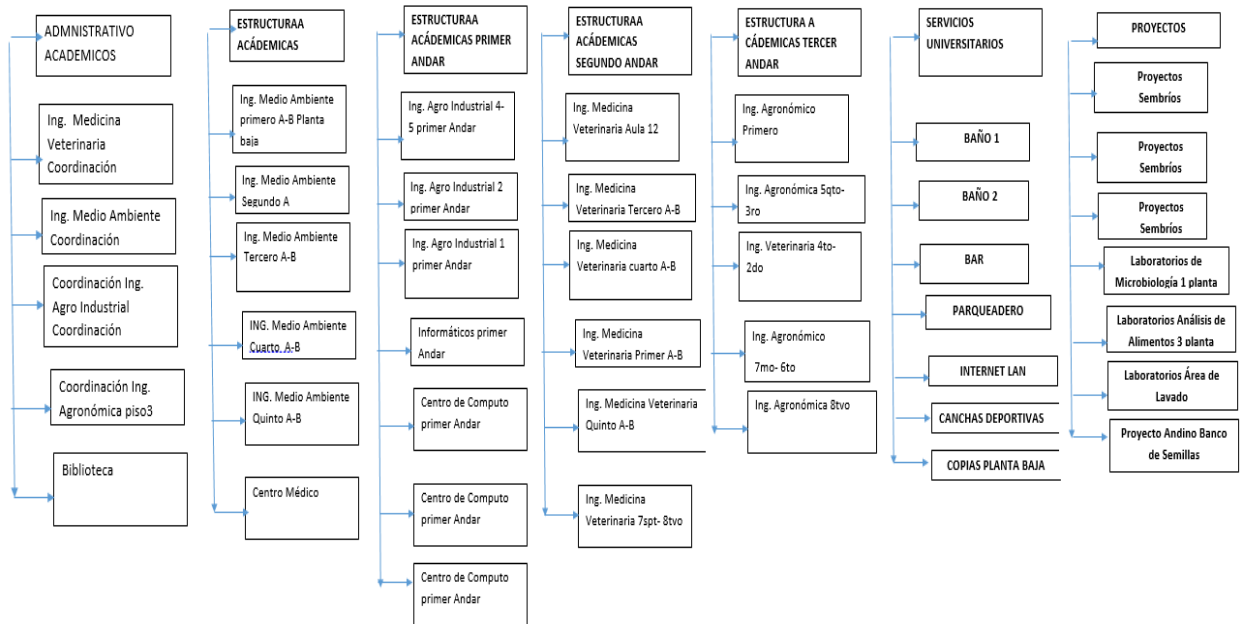 ADMNISTRATIVO
ACADEMICOS
Ing. Medicina
Veterinaria
Coordinación
Ing. Medio Ambiente
Coordinación
Coordinación Ing.
Agro Industrial
Coordinación
Coordinación Ing.
Agronómica piso3
Biblioteca
ESTRUCTURAA
ACÁDEMICAS
Ing. Medio Ambiente
primero A-B Planta
baja
Ing. Medio Ambiente
Segundo A
Ing. Medio Ambiente
Tercero A-B
ING. Medio Ambiente
Cuarto A-B
ING. Medio Ambiente
Quinto A-B
Centro Médico
ESTRUCTURAA
ACÁDEMICAS PRIMER
ANDAR
Ing. Agro Industrial 4-
5 primer Andar
Ing. Agro Industrial 2
primer Andar
Ing. Agro Industrial 1
primer Andar
Informáticos primer
Andar
Centro de Computo
primer Andar
Centro de Computo
primer Andar
Centro de Computo
primer Andar
ESTRUCTURAA
ACÁDEMICAS
SEGUNDO ANDAR
Ing. Medicina
Veterinaria Aula 12
Ing. Medicina
Veterinaria Tercero A-B
Ing. Medicina
Veterinaria cuarto A-B
Ing. Medicina
Veterinaria Primer A-B
Ing. Medicina Veterinaria
Quinto A-B
Ing. Medicina
Veterinaria 7spt- 8tvo
ESTRUCTURA A
CÁDEMICAS TERCER
ANDAR
Ing. Agronómico
Primero
Ing. Agronómica 5qto-
3ro
Ing. Veterinaria 4to-
2do
Ing. Agronómico
7mo- 6to
Ing. Agronómica 8tvo
SERVICIOS
UNIVERSITARIOS
BAÑO 1
BAÑO 2
BAR
PARQUEADERO
INTERNET LAN
CANCHAS DEPORTIVAS
COPIAS PLANTA BAJA
PROYECTOS
Proyectos
Sembríos
Proyectos
Sembríos
Proyectos
Sembríos
Laboratorios de
Microbiología 1 planta
Laboratorios Análisis de
Alimentos 3 planta
Laboratorios Área de
Lavado
Proyecto Andino Banco
de Semillas